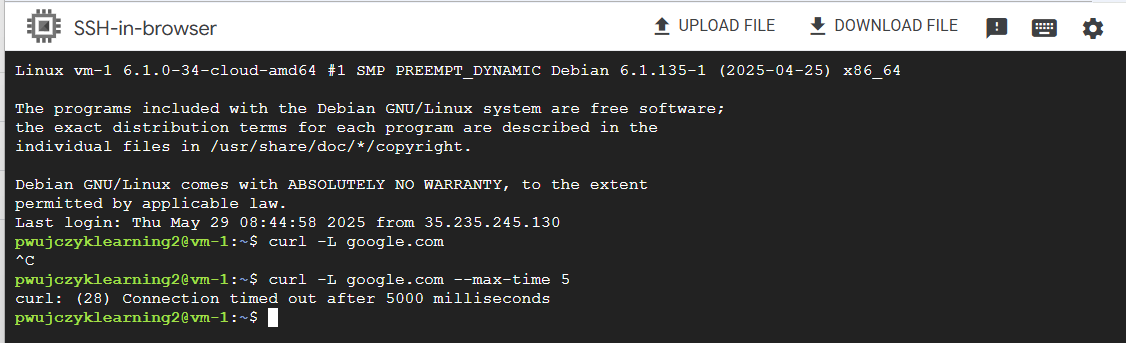 SSH-in-browser
UPLOAD FILE
DOWNLOAD FILE
Linux vm-1 6.1.0-34-cloud-amd64 #1 SMP PREEMPT_DYNAMIC Debian 6.1.135-1 (2025-04-25) x86_64
The programs included with the Debian GNU/Linux system are free software;
the exact distribution terms for each program are described in the
individual files in /usr/share/doc/*/copyright.
Debian GNU/Linux comes with ABSOLUTELY NO WARRANTY, to the extent
permitted by applicable law.
Last login: Thu May 29 08:44:58 2025 from 35.235.245.130
pwujczyklearning2@vm-1:~$ curl -L google.com
^C
pwujczyklearning2@vm-1:~$ curl -L google.com --max-time 5
curl: (28) Connection timed out after 5000 milliseconds
pwujczyklearning2@vm-1:~$